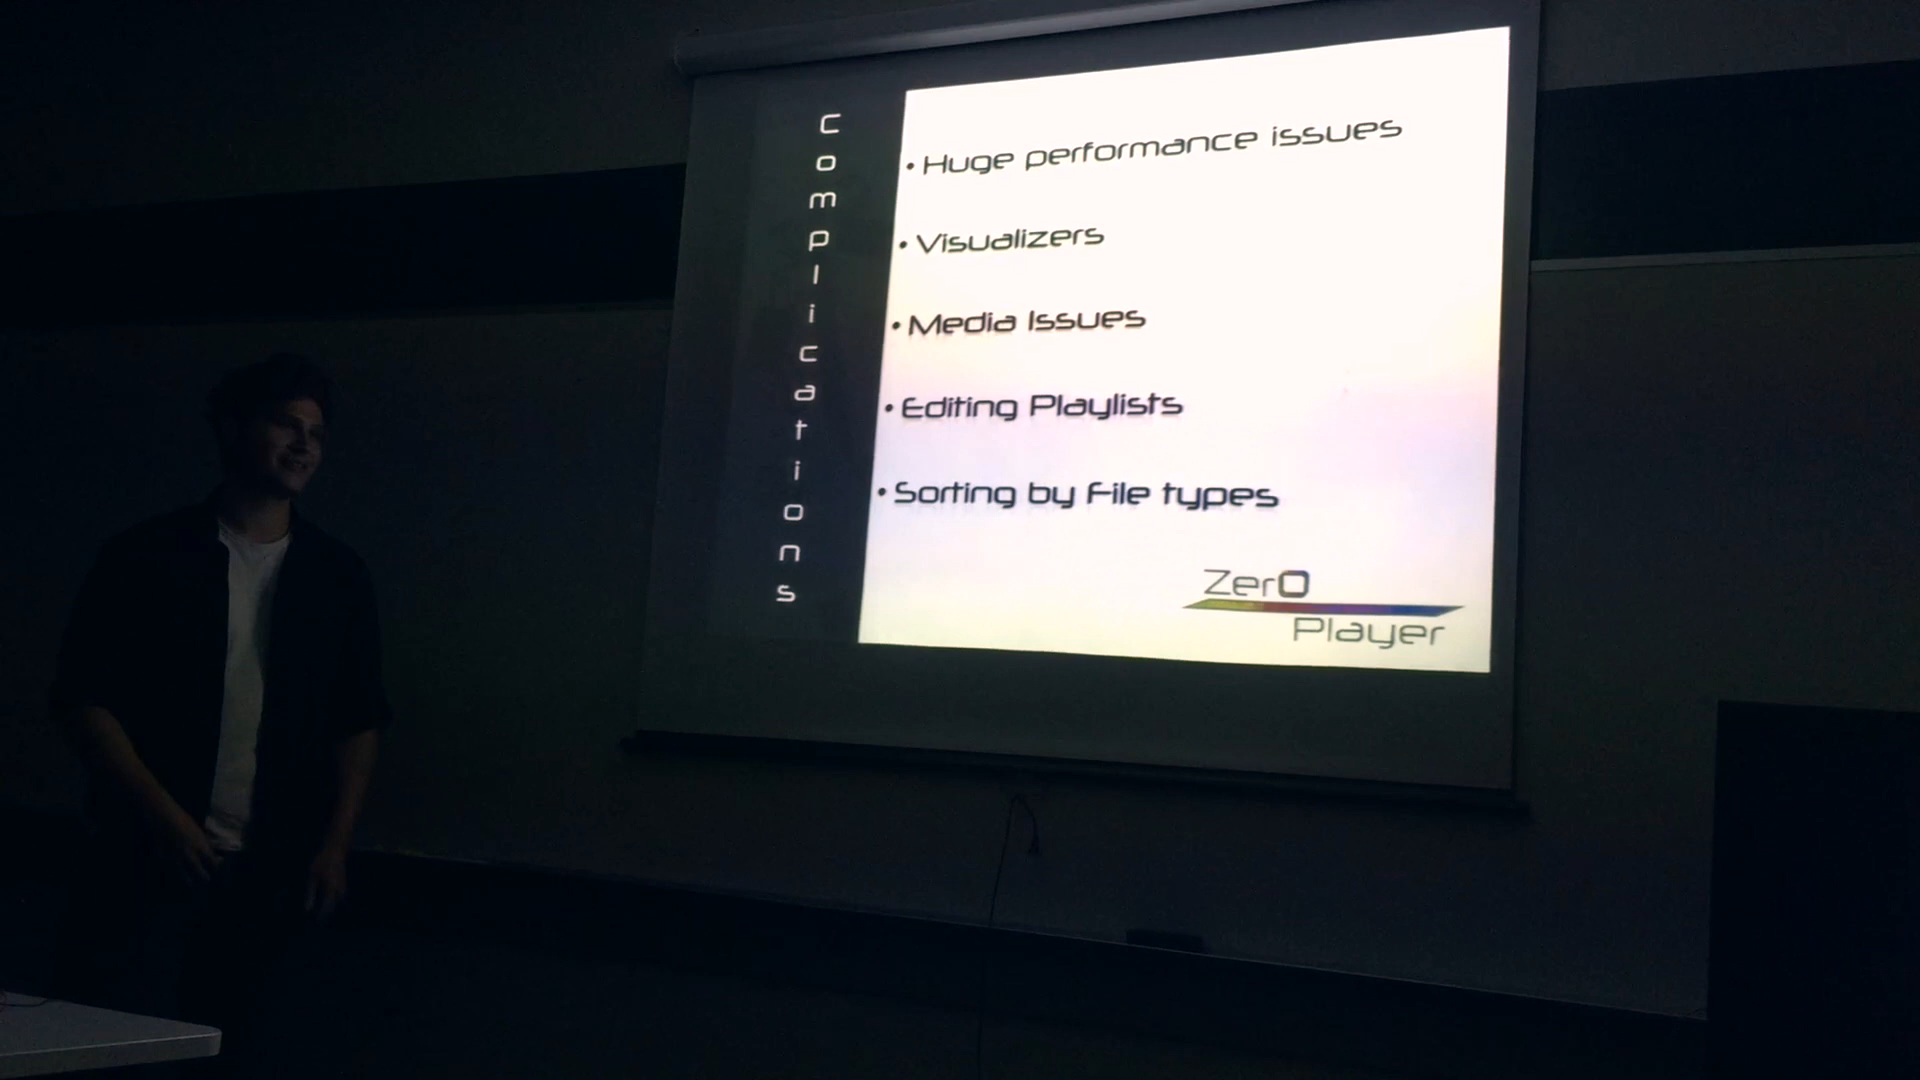 Complications
• Huge performance issues
• Visualizers
• Media Issues
• Editing Playlists
• Sorting by File types
ZerO
Player